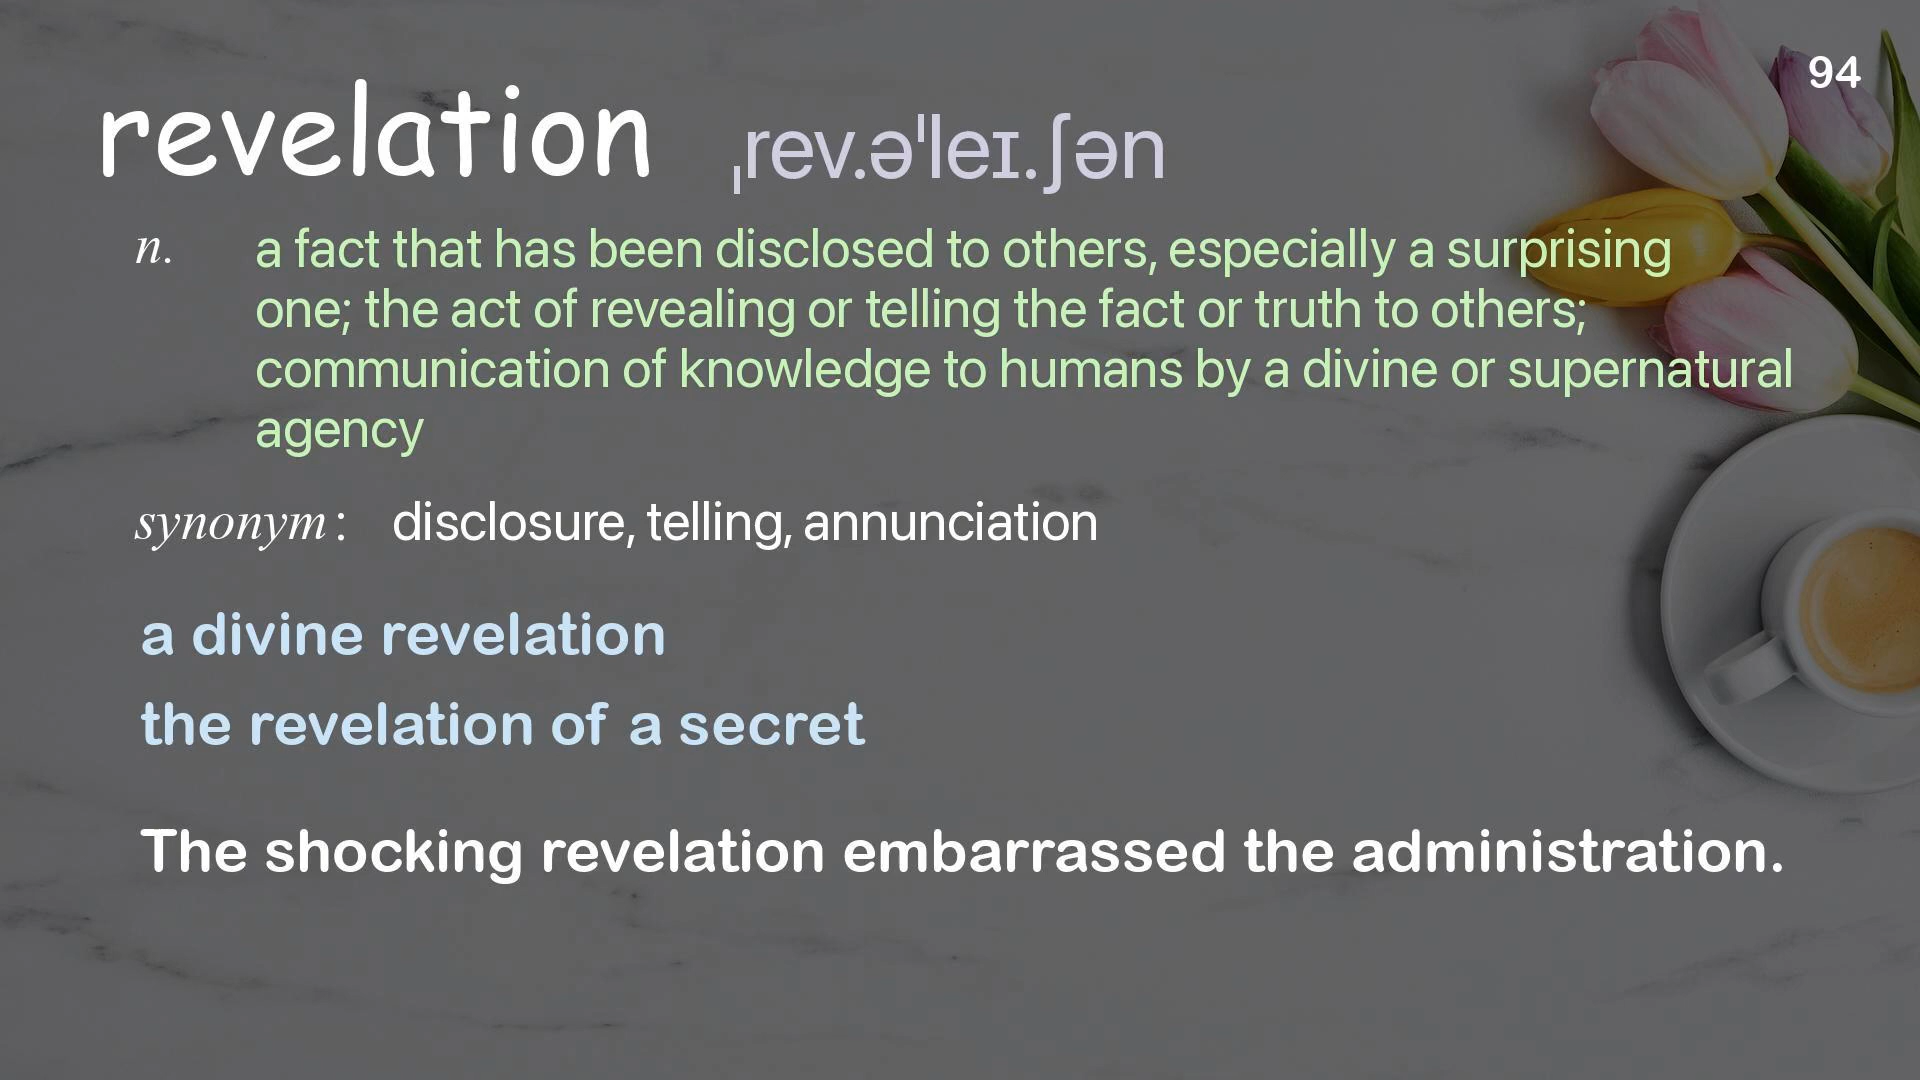 94
revelation ˌrev.əˈleɪ.ʃən
n. a fact that has been disclosed to others, especially a surprising
one; the act of revealing or telling the fact or truth to others;
communication of knowledge to humans by a divine or supernatural
agency
synonym : disclosure, telling, annunciation
a divine revelation
the revelation of a secret
The shocking revelation embarrassed the administration.